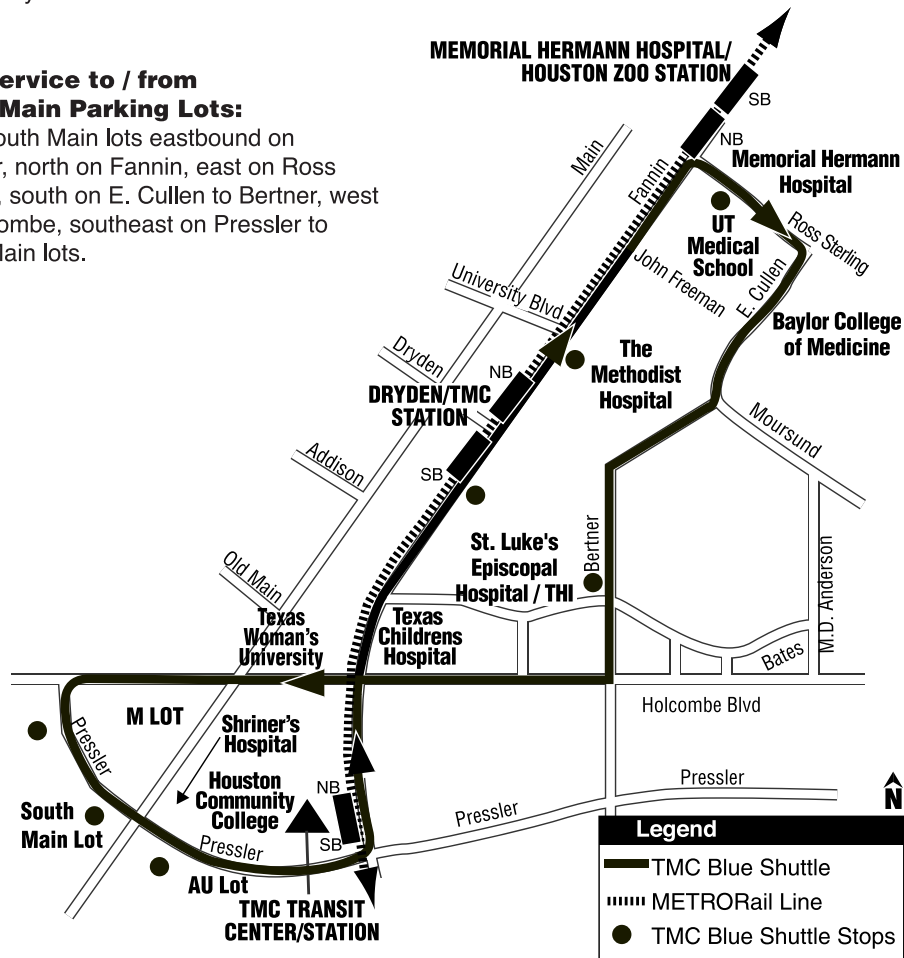 ervice to / from
Main Parking Lots:
outh Main lots eastbound on
, north on Fannin, east on Ross
, south on E. Cullen to Bertner, west
ombe, southeast on Pressler to
ain lots.
MEMORIAL HERMANN HOSPITAL/
HOUSTON ZOO STATION
SB
NB
Main
Fannin
Memorial Hermann
Hospital
UT
Medical
School
Ross Sterling
John Freeman
E. Cullen
University Blvd
Baylor College
of Medicine
Dryden
NB
The
Methodist
Hospital
DRYDEN/TMC
STATION
Moursund
Addison
SB
St. Luke's
Episcopal
Hospital / THI
Bertner
M.D. Anderson
Old Main
Texas
Woman's
University
Texas
Childrens
Hospital
Bates
Holcombe Blvd
M LOT
Pressler
Shriner's
Hospital
Houston
Community
College
NB
SB
Pressler
Pressler
N
South
Main Lot
Pressler
AU Lot
TMC TRANSIT
CENTER/STATION
Legend
TMC Blue Shuttle
METRORail Line
TMC Blue Shuttle Stops